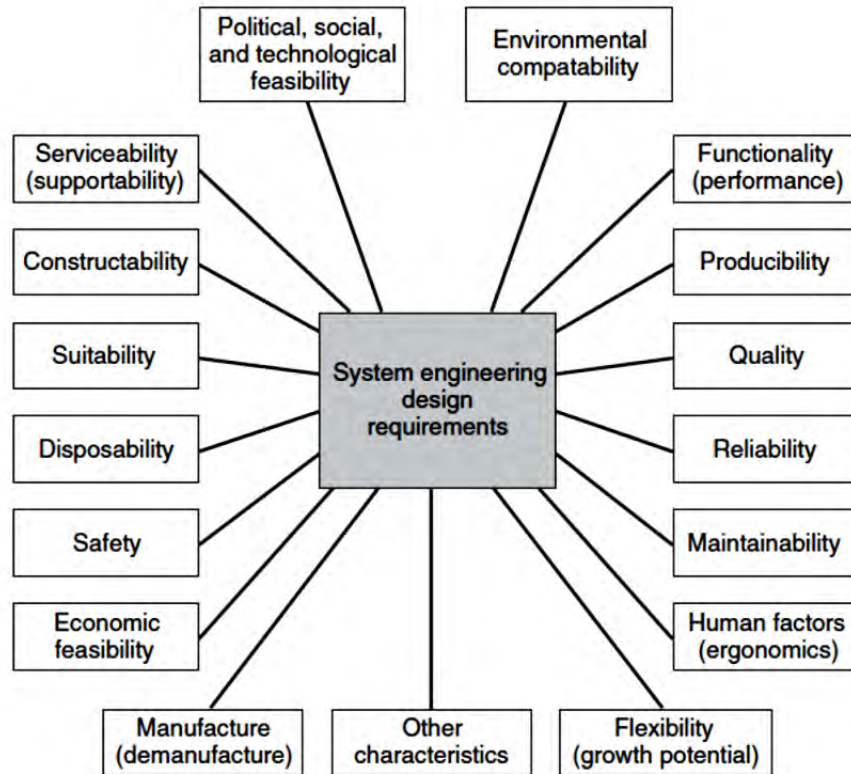 Political, social,
and technological
feasibility
Environmental
compatability
Serviceability
(supportability)
Functionality
(performance)
Constructability
Producibility
Suitability
System engineering
design
requirements
Quality
Disposability
Reliability
Safety
Maintainability
Economic
feasibility
Human factors
(ergonomics)
Manufacture
(demanufacture)
Other
characteristics
Flexibility
(growth potential)